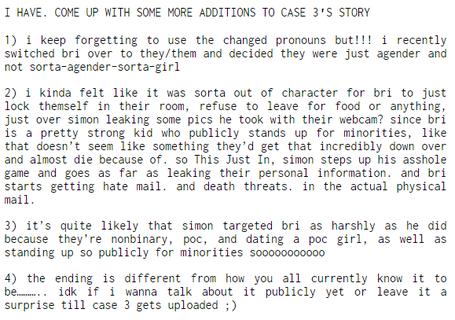 I HAVE. COME UP WITH SOME MORE ADDITIONS TO CASE 3'S STORY
1) i keep forgetting to use the changed pronouns but!!! i recently
switched bri over to they/them and decided they were just agender and
not sorta-agender-sorta-girl
2) i kinda felt like it was sorta out of character for bri to just
lock themself in their room, refuse to leave for food or anything,
just over simon leaking some pics he took with their webcam? since bri
is a pretty strong kid who publicly stands up for minorities, like
that doesn't seem like something they'd get that incredibly down over
and almost die because of. so This Just In, simon steps up his asshole
game and goes as far as leaking their personal information. and bri
starts getting hate mail. and death threats. in the actual physical
mail.
3) it's quite likely that simon targeted bri as harshly as he did
because they're nonbinary, poc, and dating a poc girl, as well as
standing up so publicly for minorities sooooooooooo
4) the ending is different from how you all currently know it to
be…………….. idk if i wanna talk about it publicly yet or leave it a
surprise till case 3 gets uploaded ;)